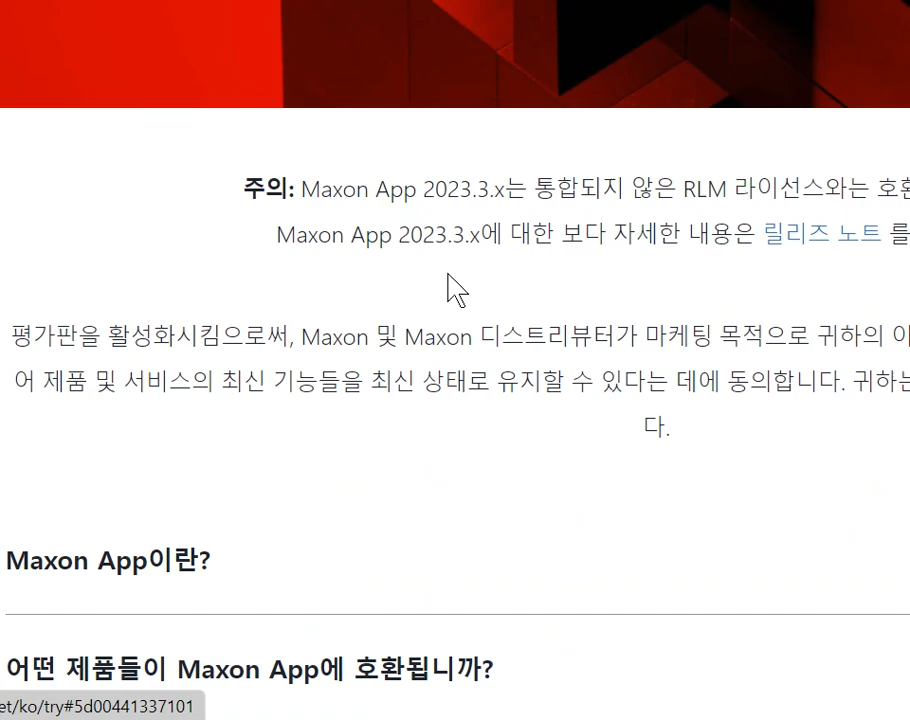 주의: Maxon App 2023.3.x는 통합되지 않은 RLM 라이선스와는
Maxon App 2023.3.x에 대한 보다 자세한 내용은 릴리즈 노트 를
평가판을 활성화시킴으로써, Maxon 및 Maxon 디스트리뷰터가 마케팅 목적으로 귀하의 이
어 제품 및 서비스의 최신 기능들을 최신 상태로 유지할 수 있다는 데에 동의합니다. 귀하는
다.
Maxon App이란?
어떤 제품들이 Maxon App에 호환됩니까?
et/ko/try#5d00441337101